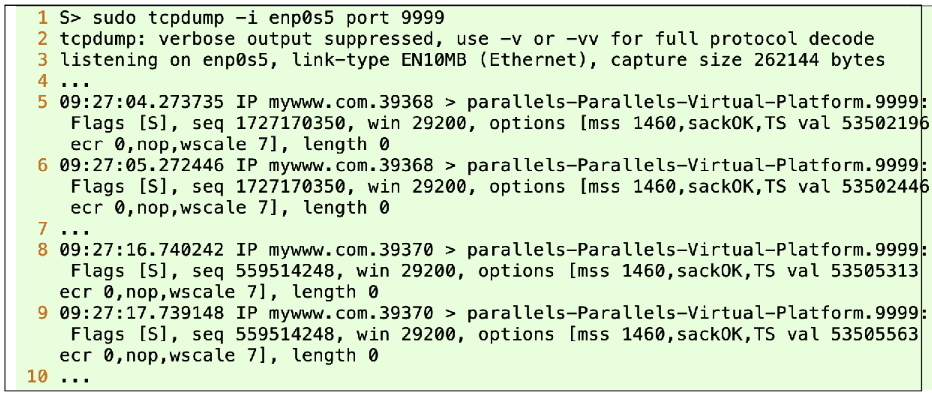 1 S> sudo tcpdump -i enp0s5 port 9999
2 tcpdump: verbose output suppressed, use -v or -vv for full protocol decode
3 listening on enp0s5, link-type EN10MB (Ethernet), capture size 262144 bytes
4 ...
5 09:27:04.273735 IP mywww.com.39368 > parallels-Parallels-Virtual-Platform.9999:
Flags [S], seq 1727170350, win 29200, options [mss 1460,sackOK,TS val 53502196
ecr 0,nop,wscale 7], length 0
6 09:27:05.272446 IP mywww.com.39368 > parallels-Parallels-Virtual-Platform.9999:
Flags [S], seq 1727170350, win 29200, options [mss 1460,sackOK,TS val 53502446
ecr 0,nop,wscale 7], length 0
7 ...
8 09:27:16.740242 IP mywww.com.39370 > parallels-Parallels-Virtual-Platform.9999:
Flags [S], seq 559514248, win 29200, options [mss 1460,sackOK,TS val 53505313
ecr 0,nop,wscale 7], length 0
9 09:27:17.739148 IP mywww.com.39370 > parallels-Parallels-Virtual-Platform.9999:
Flags [S], seq 559514248, win 29200, options [mss 1460,sackOK,TS val 53505563
ecr 0,nop,wscale 7], length 0
10 ...